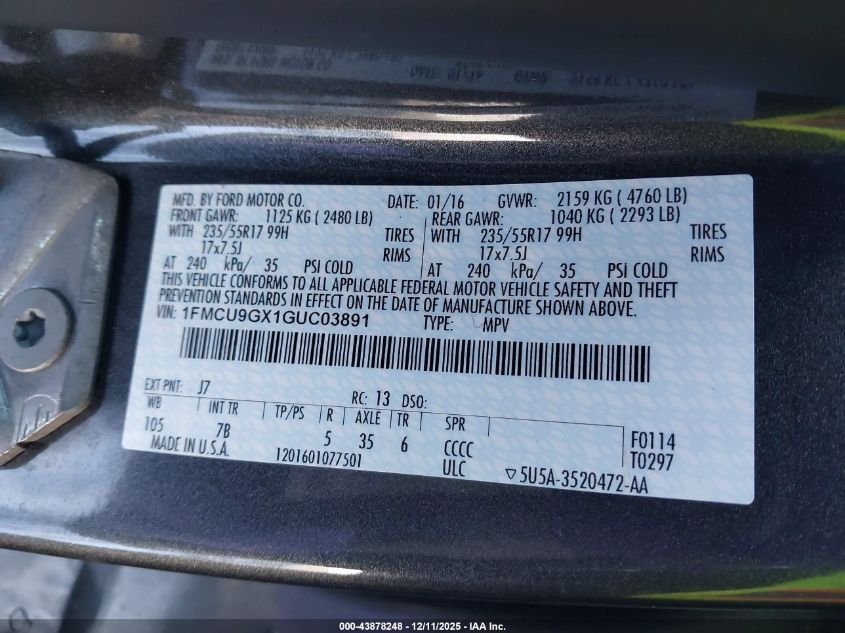 MFD. BY FORD MOTOR CO. DATE: 01/16 GVWR: 2159 KG ( 4760 LB)
FRONT GAWR: 1125 KG ( 2480 LB) REAR GAWR: 1040 KG ( 2293 LB)
WITH 235/55R17 99H TIRES WITH 235/55R17 99H TIRES
17x7.5J RIMS 17x7.5J RIMS
AT 240 kPa/ 35 PSI COLD AT 240 kPa/ 35 PSI COLD
THIS VEHICLE CONFORMS TO ALL APPLICABLE FEDERAL MOTOR VEHICLE SAFETY AND THEFT
PREVENTION STANDARDS IN EFFECT ON THE DATE OF MANUFACTURE SHOWN ABOVE.
VIN: 1FMCU9GX1GUC03891 TYPE: MPV
EXT PNT: J7 RC: 13 DSO:
WB INT TR TP/PS R AXLE TR SPR
105 7B 5 35 6 CCCC F0114
MADE IN U.S.A. 1201601077501 ULC ▽5U5A-3520472-AA T0297
000-43878248 - 12/11/2025 - IAA Inc.